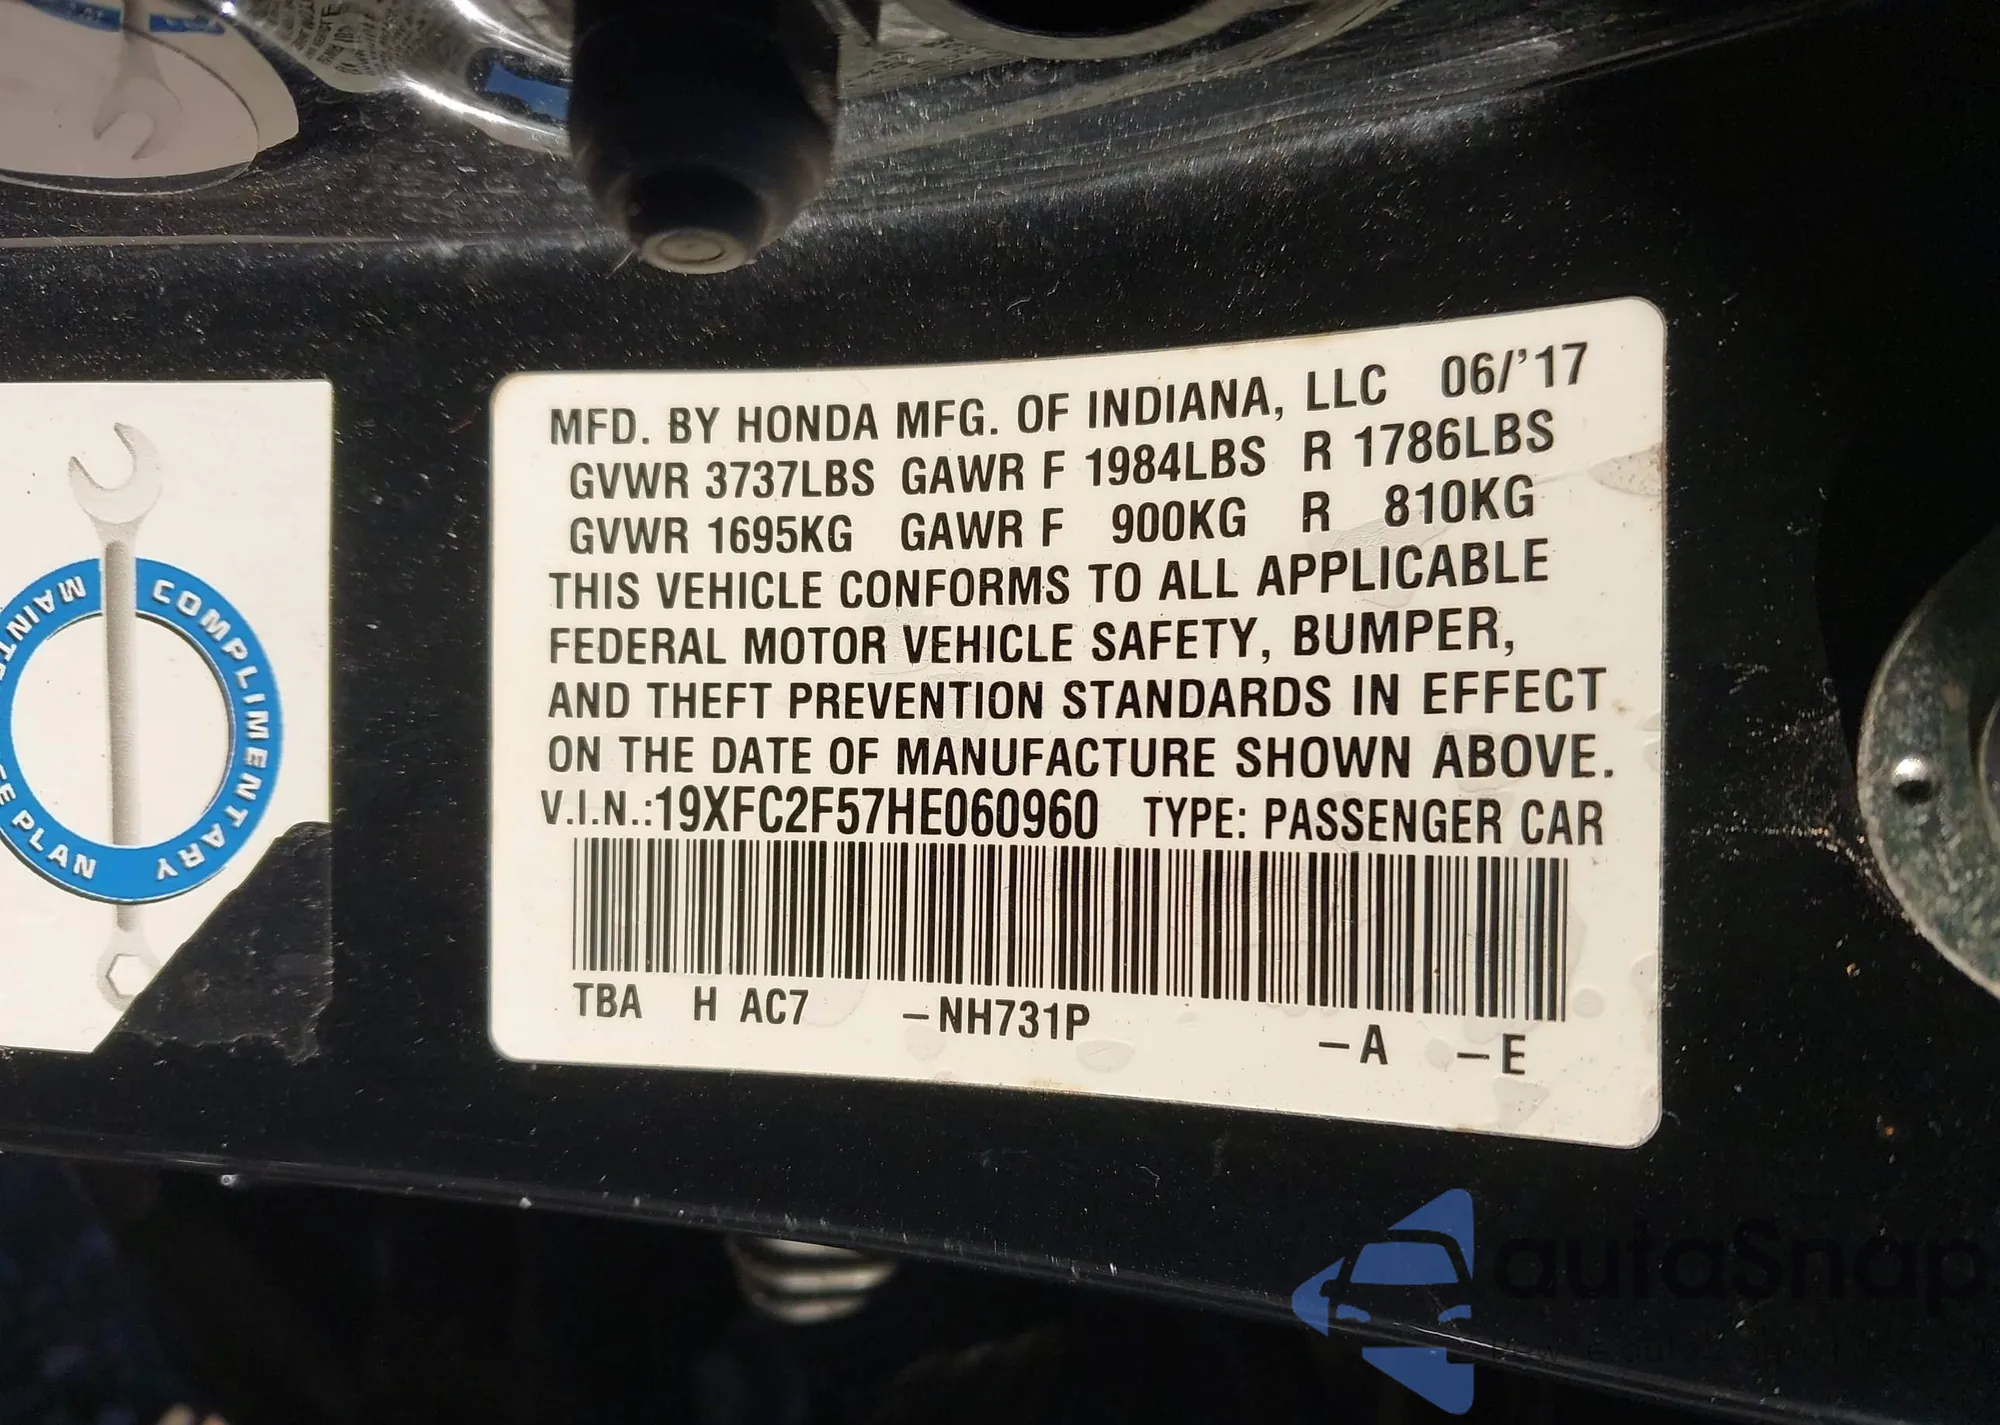 MFD. BY HONDA MFG. OF INDIANA, LLC 06/'17
GVWR 3737LBS GAWR F 1984LBS R 1786LBS
GVWR 1695KG GAWR F 900KG R 810KG
THIS VEHICLE CONFORMS TO ALL APPLICABLE
FEDERAL MOTOR VEHICLE SAFETY, BUMPER,
AND THEFT PREVENTION STANDARDS IN EFFECT
ON THE DATE OF MANUFACTURE SHOWN ABOVE.
V.I.N.:19XFC2F57HE060960 TYPE: PASSENGER CAR
TBA H AC7 -NH731P -A -E
COMPLIMENTARY
PLAN
autoSnap